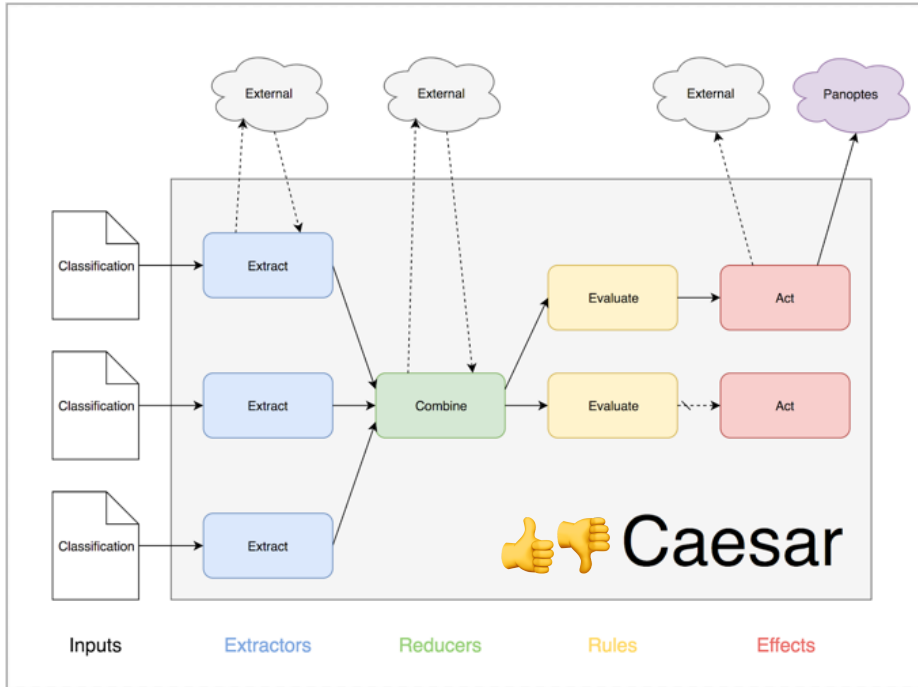 External
External
External
Panoptes
Classification
Extract
Evaluate
Act
Classification
Extract
Combine
Evaluate
Act
Classification
Extract
Caesar
Inputs
Extractors
Reducers
Rules
Effects